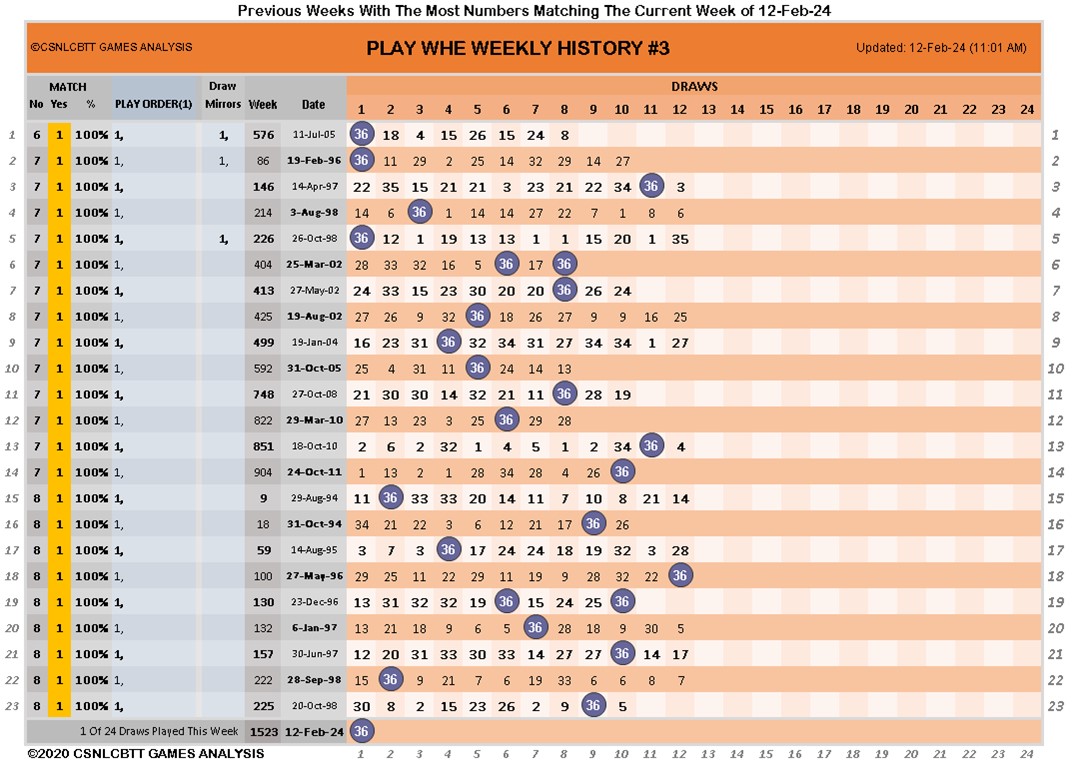 Previous Weeks With The Most Numbers Matching The Current Week of 12-Feb-24
©CSNLCBTT GAMES ANALYSIS PLAY WHE WEEKLY HISTORY #3 Updated: 12-Feb-24 (11:01 AM)
MATCH Draw DRAWS
No Yes % PLAY ORDER(1) Mirrors Week Date 1 2 3 4 5 6 7 8 9 10 11 12 13 14 15 16 17 18 19 20 21 22 23 24
1 6 1 100% 1, 1, 576 11-Jul-05 36 18 4 15 26 15 24 8 1
2 7 1 100% 1, 1, 86 19-Feb-96 36 11 29 2 25 14 32 29 14 27 2
3 7 1 100% 1, 146 14-Apr-97 22 35 15 21 21 3 23 21 22 34 36 3 3
4 7 1 100% 1, 214 3-Aug-98 14 6 36 1 14 14 27 22 7 1 8 6 4
5 7 1 100% 1, 1, 226 26-Oct-98 36 12 1 19 13 13 1 1 15 20 1 35 5
6 7 1 100% 1, 404 25-Mar-02 28 33 32 16 5 36 17 36 6
7 7 1 100% 1, 413 27-May-02 24 33 15 23 30 20 20 36 26 24 7
8 7 1 100% 1, 425 19-Aug-02 27 26 9 32 36 18 26 27 9 9 16 25 8
9 7 1 100% 1, 499 19-Jan-04 16 23 31 36 32 34 31 27 34 34 1 27 9
10 7 1 100% 1, 592 31-Oct-05 25 4 31 11 36 24 14 13 10
11 7 1 100% 1, 748 27-Oct-08 21 30 30 14 32 21 11 36 28 19 11
12 7 1 100% 1, 822 29-Mar-10 27 13 23 3 25 36 29 28 12
13 7 1 100% 1, 851 18-Oct-10 2 6 2 32 1 4 5 1 2 34 36 4 13
14 7 1 100% 1, 904 24-Oct-11 1 13 2 1 28 34 28 4 26 36 14
15 8 1 100% 1, 9 29-Aug-94 11 36 33 33 20 14 11 7 10 8 21 14 15
16 8 1 100% 1, 18 31-Oct-94 34 21 22 3 6 12 21 17 36 26 16
17 8 1 100% 1, 59 14-Aug-95 3 7 3 36 17 24 24 18 19 32 3 28 17
18 8 1 100% 1, 100 27-May-96 29 25 11 22 29 11 19 9 28 32 22 36 18
19 8 1 100% 1, 130 23-Dec-96 13 31 32 32 19 36 15 24 25 36 19
20 8 1 100% 1, 132 6-Jan-97 13 21 18 9 6 5 36 28 18 9 30 5 20
21 8 1 100% 1, 157 30-Jun-97 12 20 31 33 30 33 14 27 27 36 14 17 21
22 8 1 100% 1, 222 28-Sep-98 15 36 9 22 21 7 6 19 33 6 6 8 7 22
23 8 1 100% 1, 225 20-Oct-98 30 8 2 15 23 26 2 9 36 5 23
1 Of 24 Draws Played This Week 1523 12-Feb-24 36
©2020 CSNLCBTT GAMES ANALYSIS 1 2 3 4 5 6 7 8 9 10 11 12 13 14 15 16 17 18 19 20 21 22 23 24